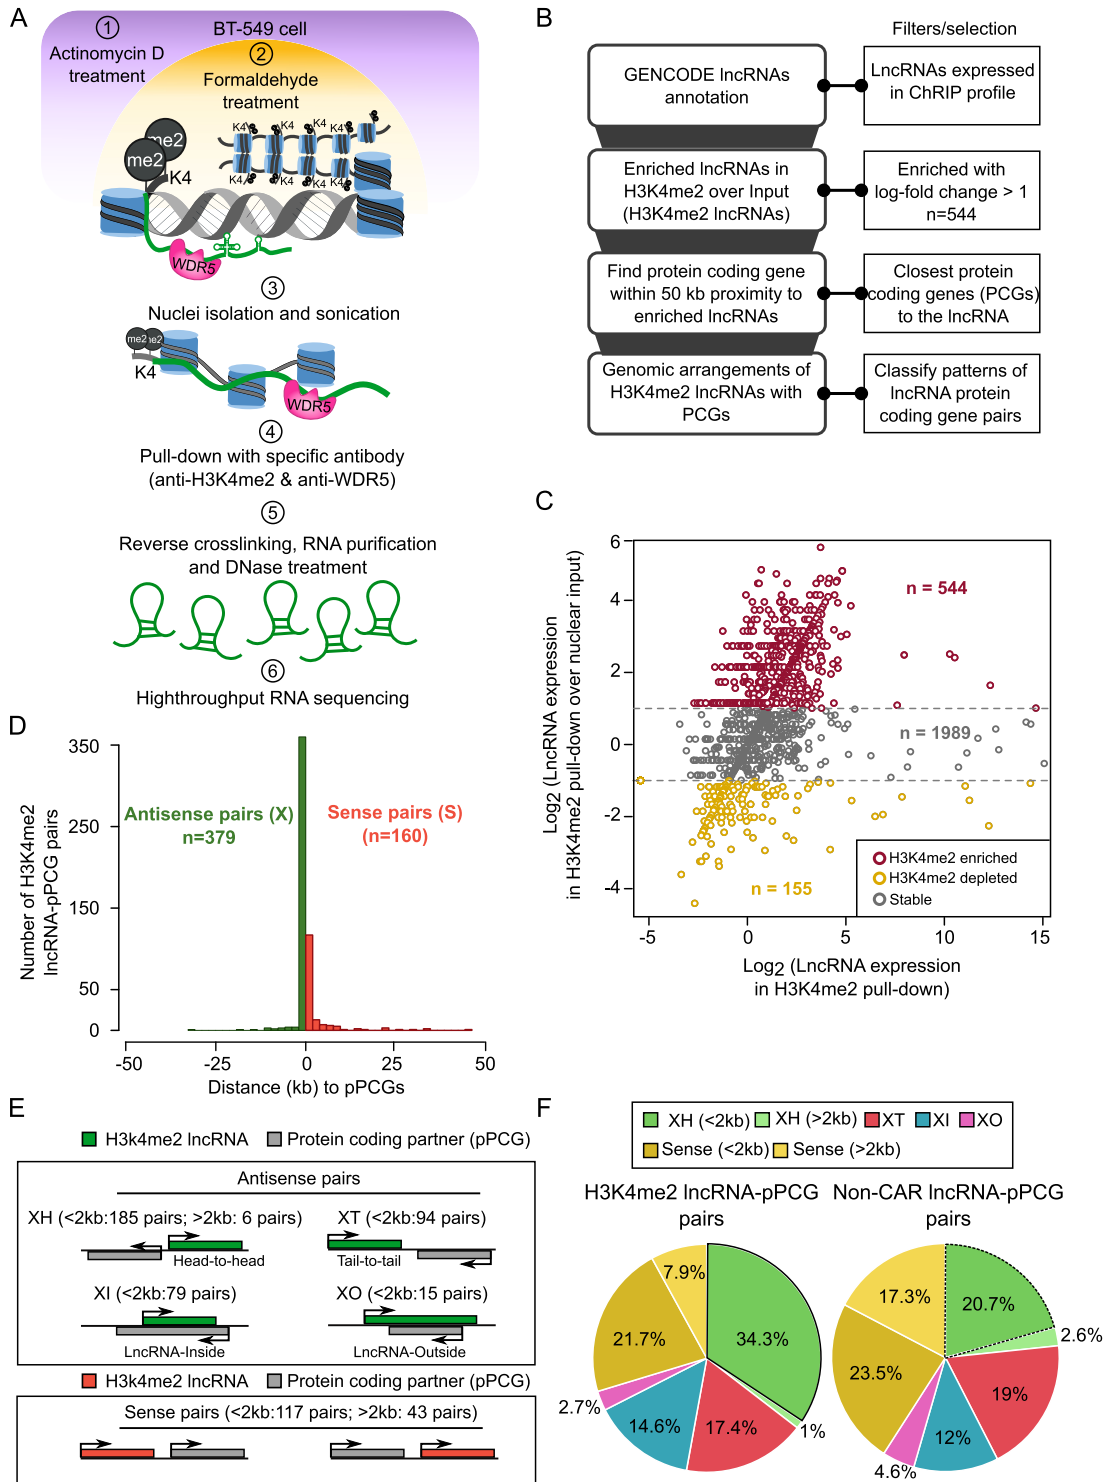 A
1
BT-549 cell
Actinomycin D
treatment
2
Formaldehyde
treatment
K4
K4
K4
K4
me2
me2
K4
K4
K4
K4
K4
WDR5
3
Nuclei isolation and sonication
me2
me2
K4
WDR5
4
Pull-down with specific antibody
(anti-H3K4me2 & anti-WDR5)
5
Reverse crosslinking, RNA purification
and DNase treatment
6
Highthroughput RNA sequencing
B
Filters/selection
GENCODE lncRNAs
annotation
LncRNAs expressed
in ChRIP profile
Enriched lncRNAs in
H3K4me2 over Input
(H3K4me2 lncRNAs)
Enriched with
log-fold change > 1
n=544
Find protein coding gene
within 50 kb proximity to
enriched lncRNAs
Closest protein
coding genes (PCGs)
to the lncRNA
Genomic arrangements of
H3K4me2 lncRNAs with
PCGs
Classify patterns of
lncRNA protein
coding gene pairs
C
Log2 (LncRNA expression
in H3K4me2 pull-down over nuclear input)
6
4
2
0
-2
-4
n = 544
n = 1989
n = 155
H3K4me2 enriched
H3K4me2 depleted
Stable
-5
0
5
10
15
Log2 (LncRNA expression
in H3K4me2 pull-down)
D
Number of H3K4me2
lncRNA-pPCG pairs
350
250
150
50
0
Antisense pairs (X)
n=379
Sense pairs (S)
(n=160)
-50
-25
0
25
50
Distance (kb) to pPCGs
E
H3k4me2 lncRNA
Protein coding partner (pPCG)
Antisense pairs
XH (<2kb:185 pairs; >2kb: 6 pairs)
Head-to-head
XT (<2kb:94 pairs)
Tail-to-tail
XI (<2kb:79 pairs)
LncRNA-Inside
XO (<2kb:15 pairs)
LncRNA-Outside
H3k4me2 lncRNA
Protein coding partner (pPCG)
Sense pairs (<2kb:117 pairs; >2kb: 43 pairs)
F
XH (<2kb)
XH (>2kb)
XT
XI
XO
Sense (<2kb)
Sense (>2kb)
H3K4me2 lncRNA-pPCG
pairs
7.9%
34.3%
21.7%
2.7%
14.6%
17.4%
1%
Non-CAR lncRNA-pPCG
pairs
17.3%
20.7%
2.6%
23.5%
19%
12%
4.6%